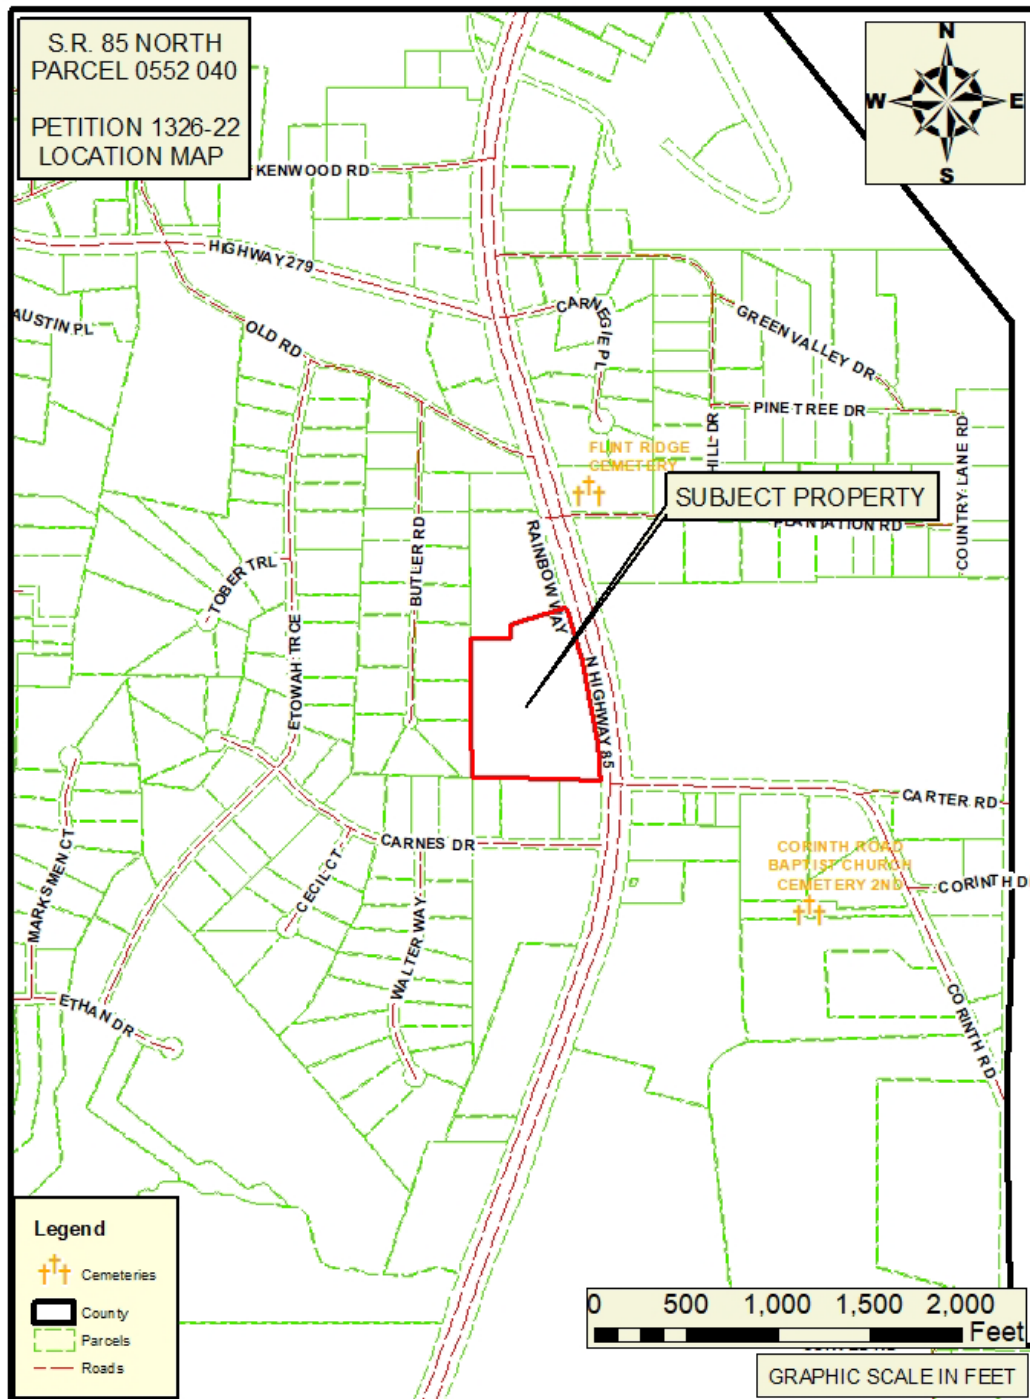 S.R. 85 NORTH
PARCEL 0552 040
PETITION 1326-22
LOCATION MAP
N
W
E
S
KENWOOD RD
HIGHWAY 279
AUSTIN PL
OLD RD
CARNEGIE PL
GREENVALLEY DR
PINE TREE DR
HILL DR
COUNTRY LANE RD
FLINT RIDGE
CEMETERY
SUBJECT PROPERTY
PLANTATION RD
RAINBOW WAY
BUTLER RD
TOBER TRL
ETOWAH TRCE
N HIGHWAY 85
CARTER RD
CARNES DR
CORINTH ROAD
BAPTIST CHURCH
CEMETERY 2ND
CORINTH D
CECIL CT
MARKSMEN CT
WALTER WAY
ETHAN DR
CORINTH RD
Legend
Cemeteries
County
Parcels
Roads
0 500 1,000 1,500 2,000
Feet
GRAPHIC SCALE IN FEET